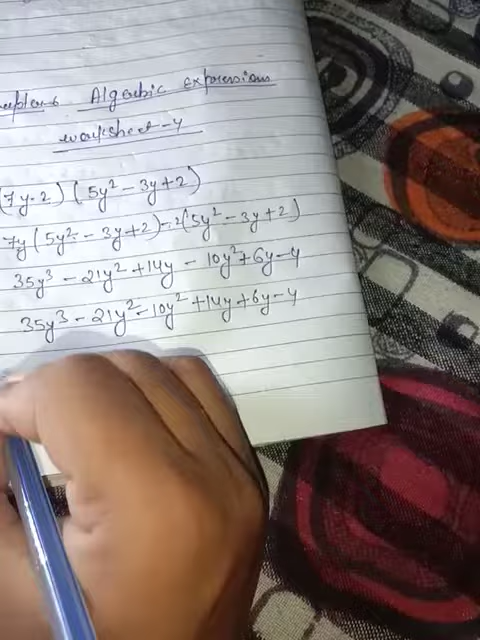 Algebric expressions
worksheet-4
(7y-2) (5y² - 3y+2)
7y(5y² - 3y+2) -2(5y² - 3y+2)
35y³ - 21y² + 14y - 10y² + 6y - 4
35y³ - 21y² - 10y² + 14y + 6y - 4